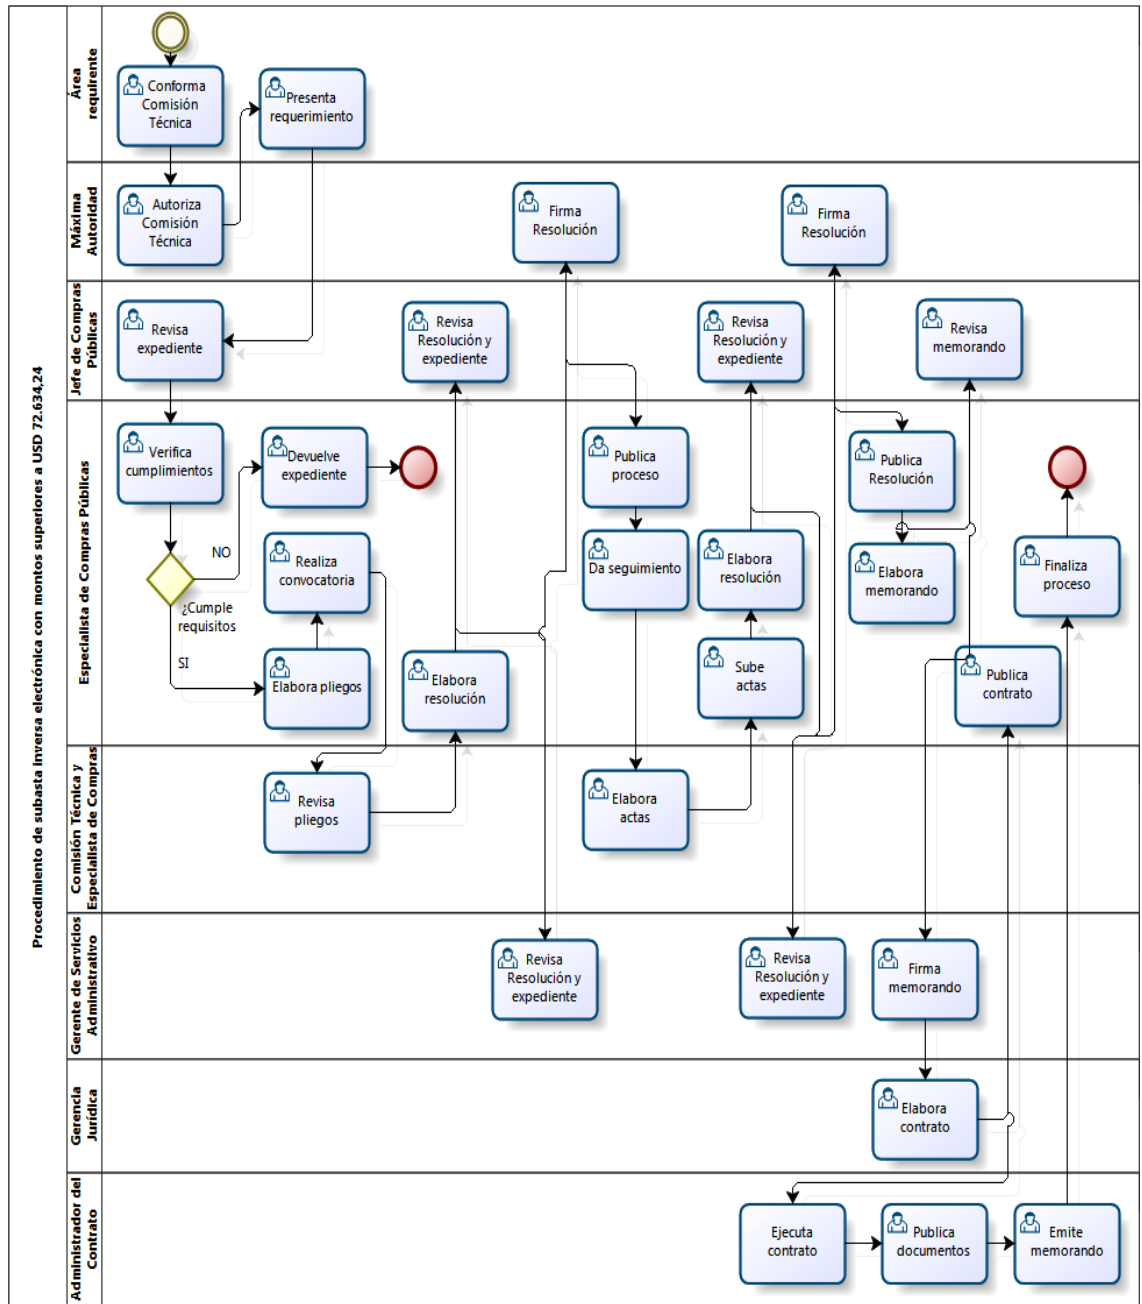 Procedimiento de subasta inversa electrónica con montos superiores a USD 72.634,24
Área
requirente
Conforma
Comisión
Técnica
Presenta
requerimiento
Máxima
Autoridad
Autoriza
Comisión
Técnica
Firma
Resolución
Firma
Resolución
Jefe de Compras
Públicas
Revisa
expediente
Revisa
Resolución y
expediente
Revisa
Resolución y
expediente
Revisa
memorando
Especialista de Compras Públicas
Verifica
cumplimientos
Devuelve
expediente
Publica
proceso
Publica
Resolución
NO
Realiza
convocatoria
Da seguimiento
Elabora
resolución
Elabora
memorando
Finaliza
proceso
¿Cumple
requisitos
SI
Elabora pliegos
Elabora
resolución
Sube
actas
Publica
contrato
Comisión Técnica y
Especialista de Compras
Revisa
pliegos
Elabora
actas
Gerente de Servicios
Administrativo
Revisa
Resolución y
expediente
Revisa
Resolución y
expediente
Firma
memorando
Gerencia
Jurídica
Elabora
contrato
Administrador del
Contrato
Ejecuta
contrato
Publica
documentos
Emite
memorando